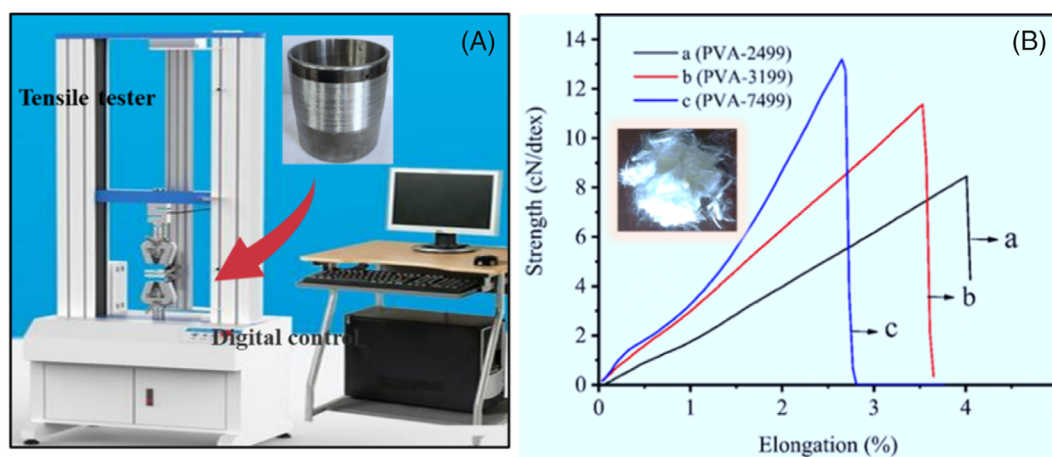 (A)
Tensile tester
Digital control
(B)
a (PVA-2499)
b (PVA-3199)
c (PVA-7499)
Strength (cN/dtex)
14
12
10
8
6
4
2
0
a
b
c
0
1
2
3
4
Elongation (%)